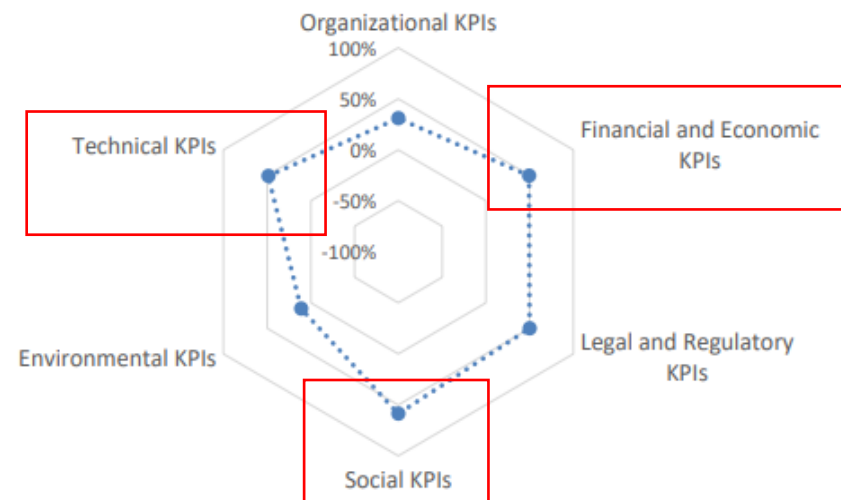 Organizational KPIs
100%
50%
0%
-50%
-100%
Financial and Economic
KPIs
Legal and Regulatory
KPIs
Social KPIs
Environmental KPIs
Technical KPIs